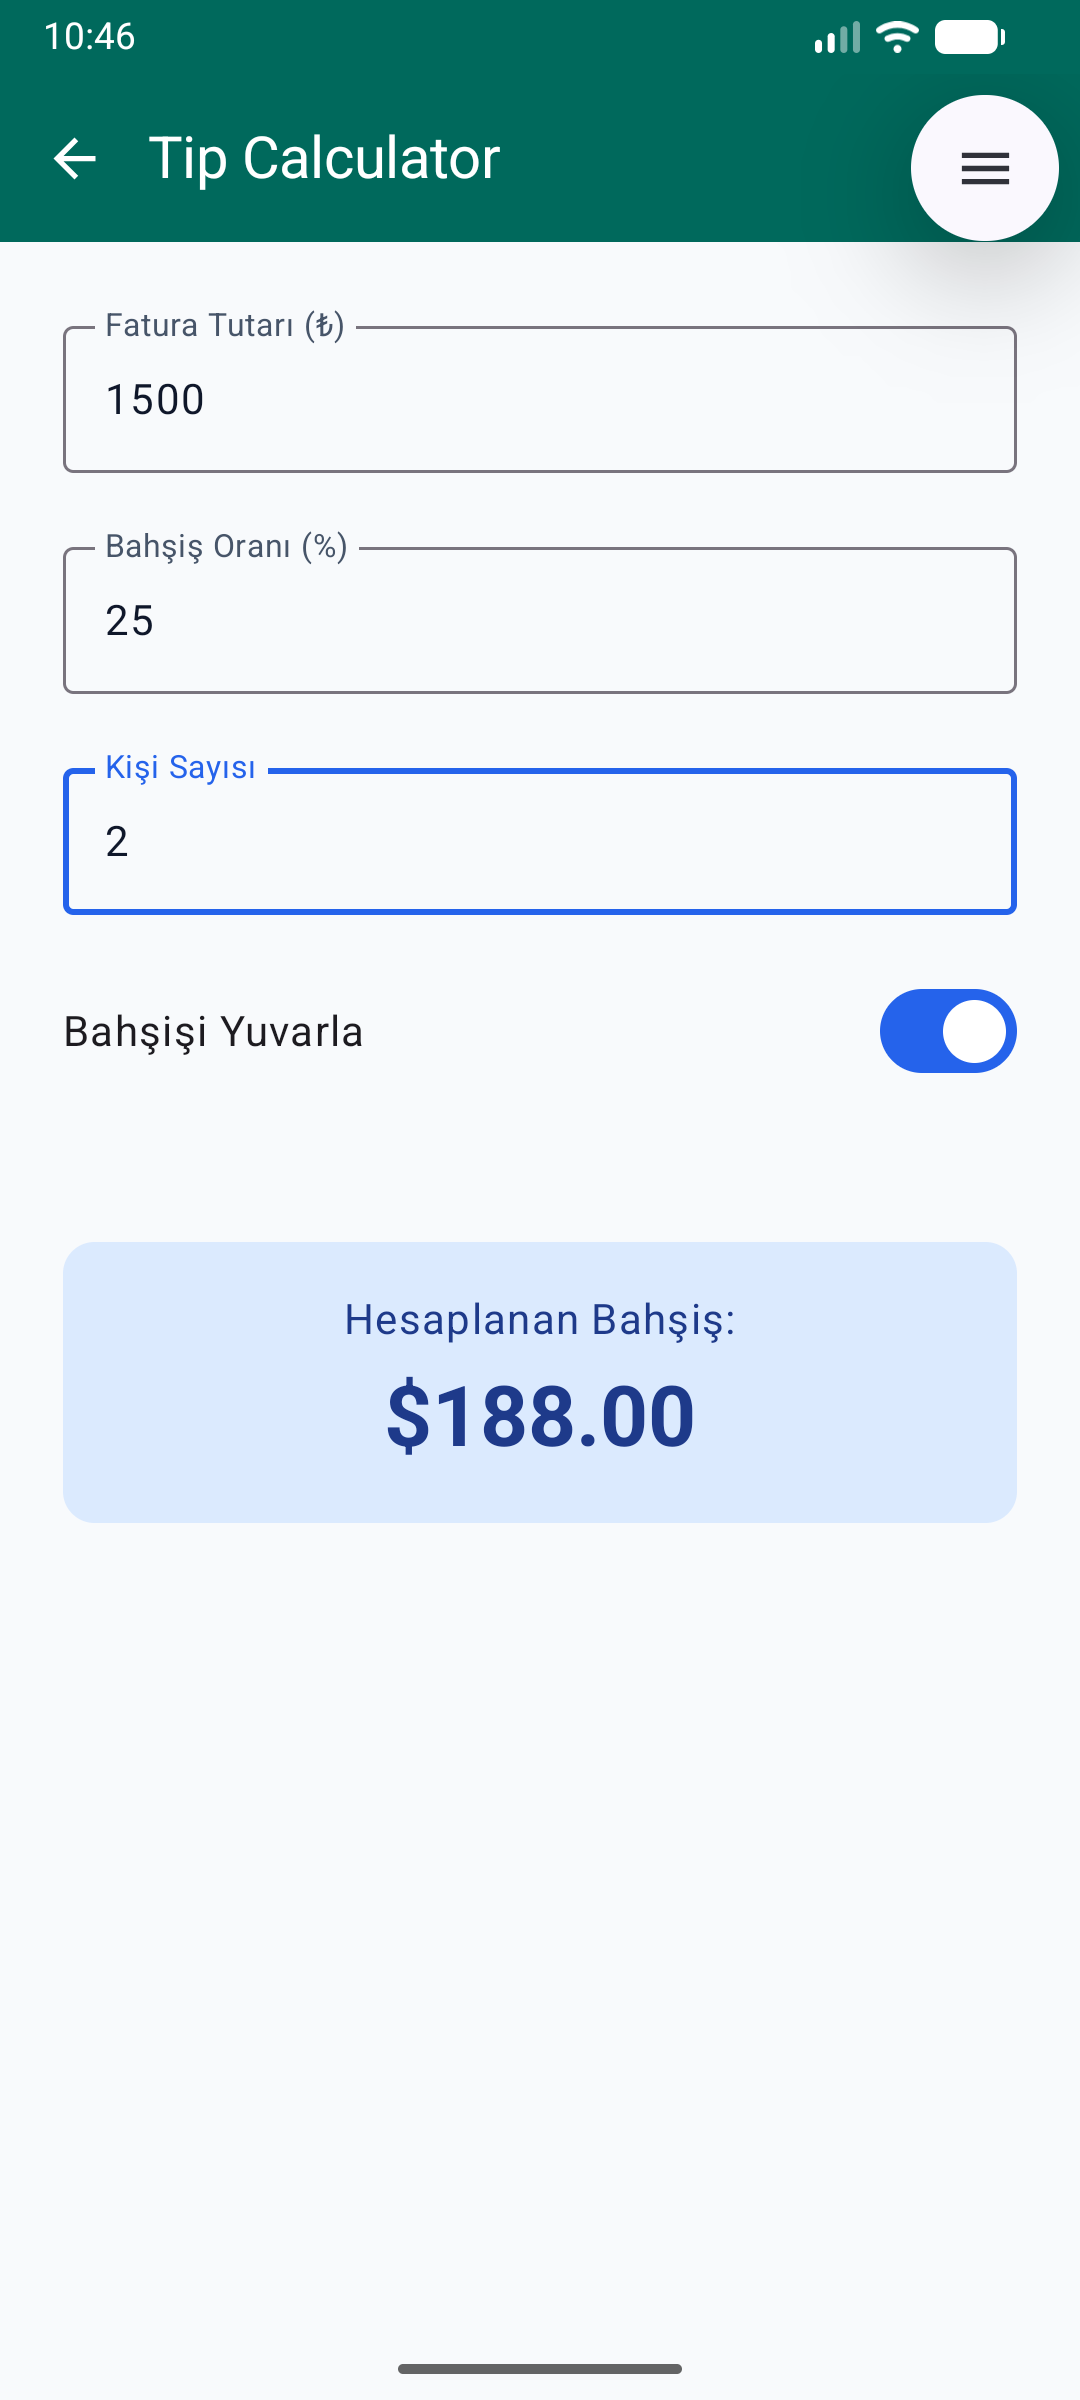 10:46
Tip Calculator
Fatura Tutarı (₺)
1500
Bahşiş Oranı (%)
25
Kişi Sayısı
2
Bahşişi Yuvarla
Hesaplanan Bahşiş:
$188.00